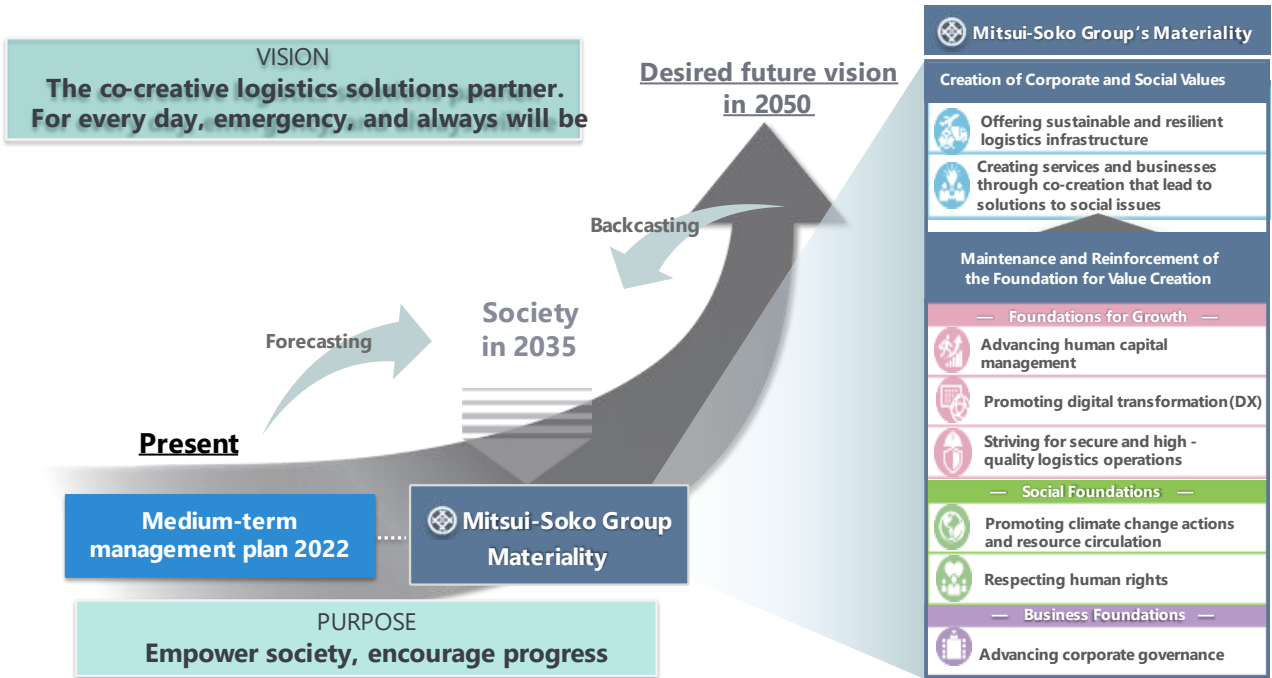 VISION
The co-creative logistics solutions partner.
For every day, emergency, and always will be
Desired future vision
in 2050
Backcasting
Society
in 2035
Forecasting
Present
Medium-term
management plan 2022
Mitsui-Soko Group
Materiality
PURPOSE
Empower society, encourage progress
Mitsui-Soko Group's Materiality
Creation of Corporate and Social Values
Offering sustainable and resilient
logistics infrastructure
Creating services and businesses
through co-creation that lead to
solutions to social issues
Maintenance and Reinforcement of
the Foundation for Value Creation
— Foundations for Growth —
Advancing human capital
management
Promoting digital transformation(DX)
Striving for secure and high -
quality logistics operations
— Social Foundations —
Promoting climate change actions
and resource circulation
Respecting human rights
— Business Foundations —
Advancing corporate governance